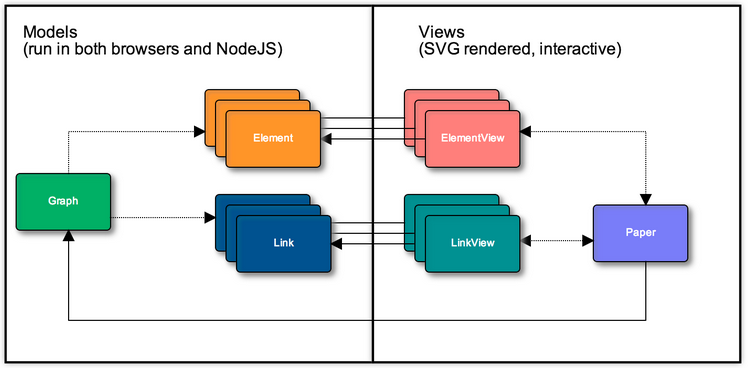 Models
(run in both browsers and NodeJS)
Views
(SVG rendered, interactive)
Element
ElementView
Graph
Link
LinkView
Paper